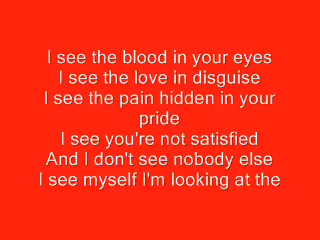 I see the blood in your eyes
I see the love in disguise
I see the pain hidden in your
pride
I see you're not satisfied
And I don't see nobody else
I see myself I'm looking at the